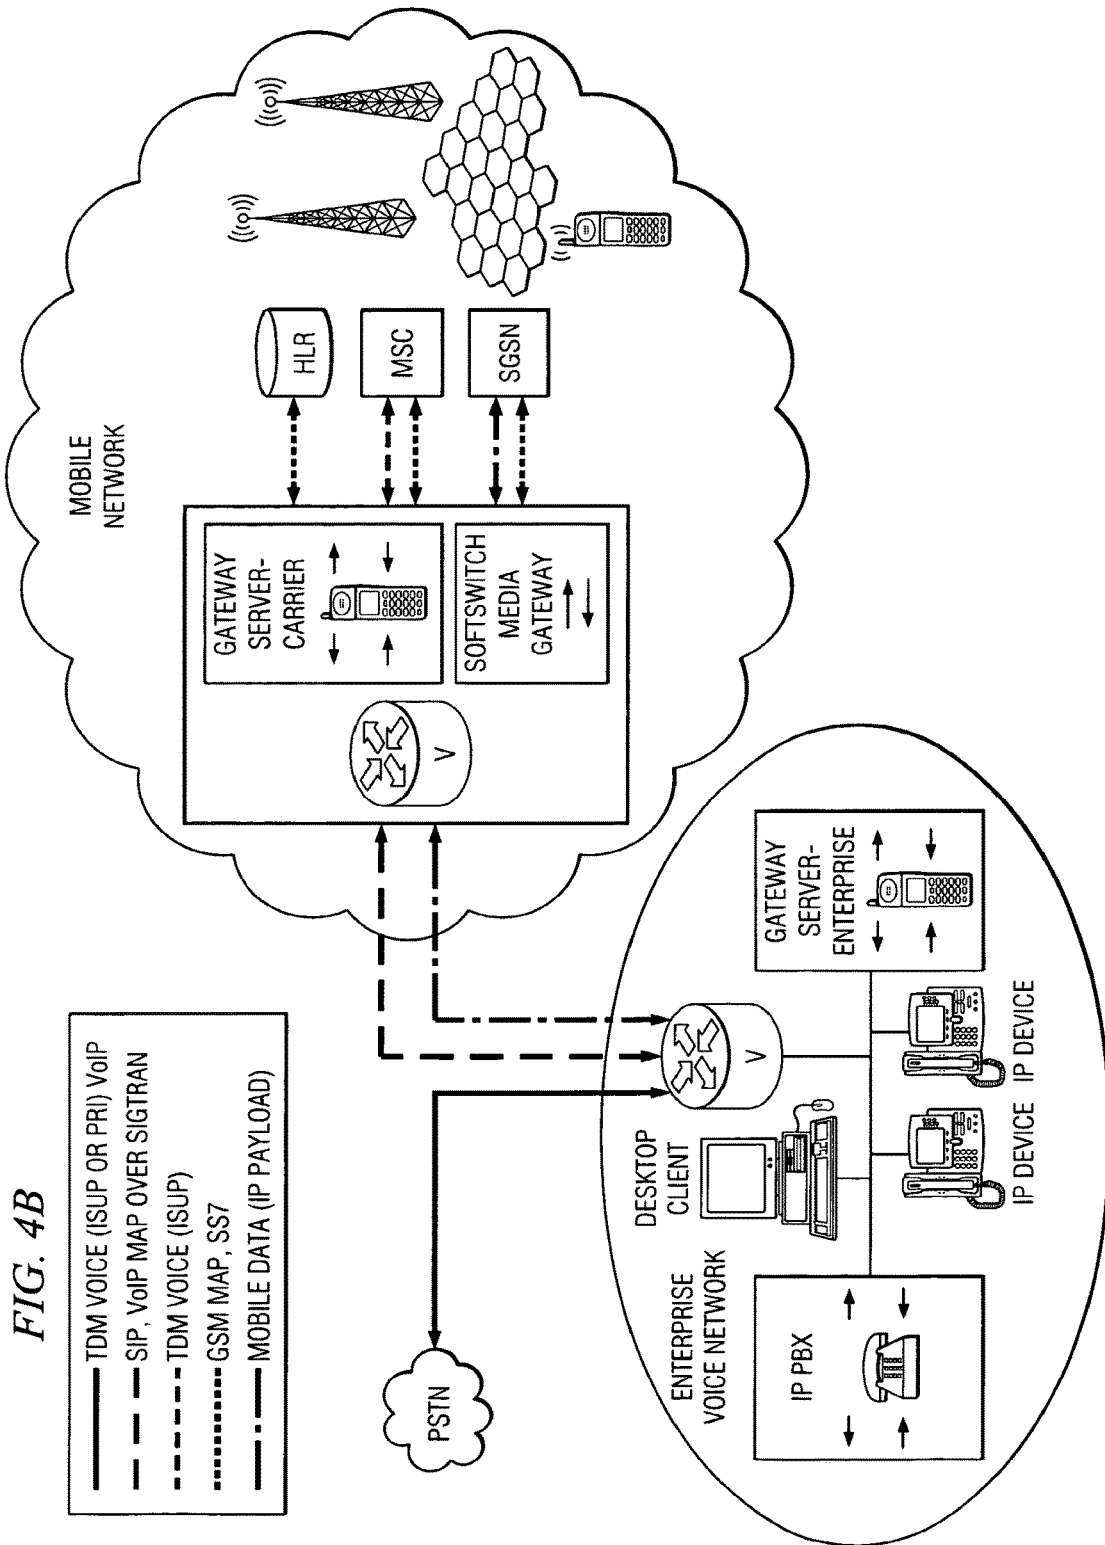 FIG. 4B
TDM VOICE (ISUP OR PRI) VoIP
SIP, VoIP MAP OVER SIGTRAN
TDM VOICE (ISUP)
GSM MAP, SS7
MOBILE DATA (IP PAYLOAD)
MOBILE
NETWORK
GATEWAY
SERVER-
CARRIER
SOFTSWITCH
MEDIA
GATEWAY
V
HLR
MSC
SGSN
PSTN
ENTERPRISE
VOICE NETWORK
IP PBX
DESKTOP
CLIENT
V
IP DEVICE
IP DEVICE
GATEWAY
SERVER-
ENTERPRISE